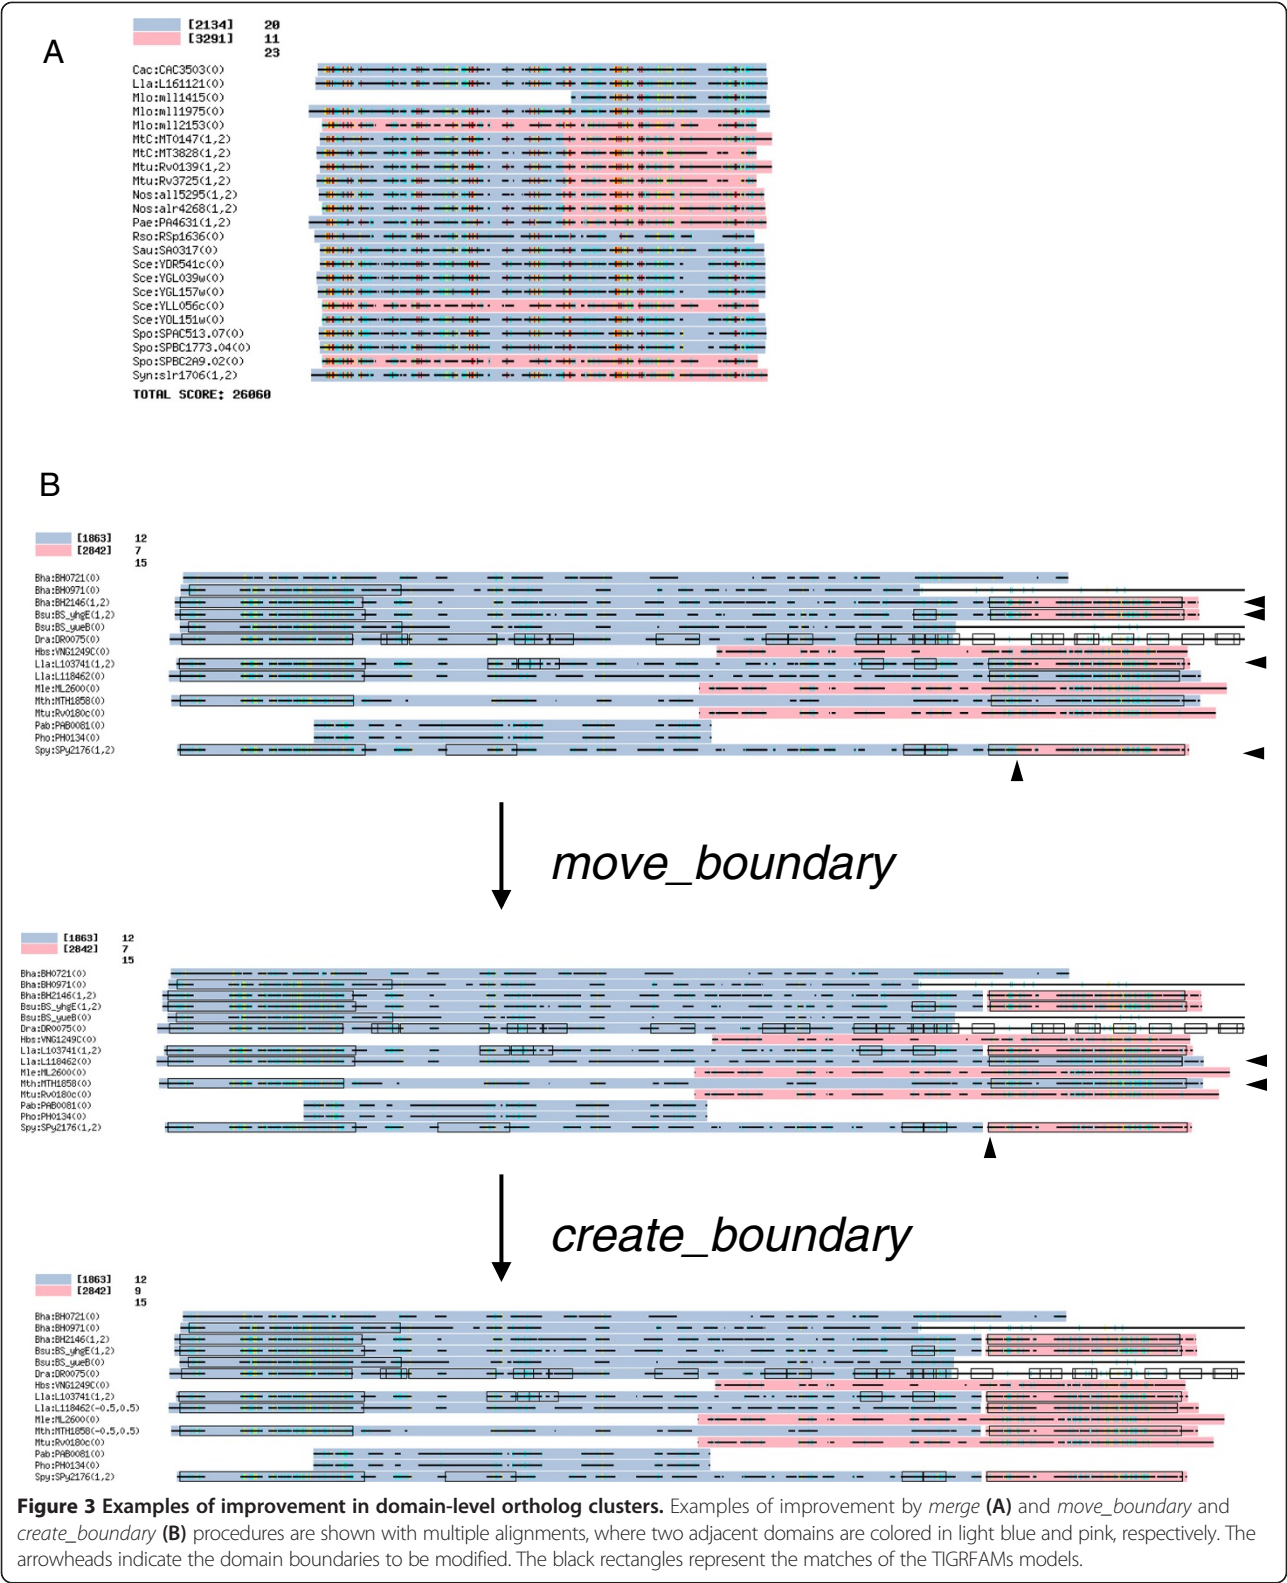 A
[2134] 20
[3291] 11
23
Cac:CAC3503(0)
Lla:L161121(0)
Mlo:mll1415(0)
Mlo:mll1975(0)
Mlo:mll2153(0)
MtC:MT0147(1,2)
MtC:MT3828(1,2)
Mtu:Rv0139(1,2)
Mtu:Rv3725(1,2)
Nos:all5295(1,2)
Nos:alr4268(1,2)
Pae:PA4631(1,2)
Rso:RSp1636(0)
Sau:SA0317(0)
Sce:YDR541c(0)
Sce:YGL039w(0)
Sce:YGL157w(0)
Sce:YLL056c(0)
Sce:YOL151w(0)
Spo:SPAC513.07(0)
Spo:SPBC1773.04(0)
Spo:SPBC2A9.02(0)
Syn:slr1706(1,2)
TOTAL SCORE: 26060
B
[1863] 12
[2842] 7
15
Bha:BH0721(0)
Bha:BH0971(0)
Bha:BH2146(1,2)
Bsu:BS_yhgE(1,2)
Bsu:BS_yueB(0)
Dra:DR0075(0)
Hbs:VNG1249C(0)
Lla:L103741(1,2)
Lla:L118462(0)
Mle:ML2600(0)
Mth:MTH1858(0)
Mtu:Rv0180c(0)
Pab:PAB0081(0)
Pho:PH0134(0)
Spy:SPy2176(1,2)
move_boundary
[1863] 12
[2842] 7
15
Bha:BH0721(0)
Bha:BH0971(0)
Bha:BH2146(1,2)
Bsu:BS_yhgE(1,2)
Bsu:BS_yueB(0)
Dra:DR0075(0)
Hbs:VNG1249C(0)
Lla:L103741(1,2)
Lla:L118462(0)
Mle:ML2600(0)
Mth:MTH1858(0)
Mtu:Rv0180c(0)
Pab:PAB0081(0)
Pho:PH0134(0)
Spy:SPy2176(1,2)
create_boundary
[1863] 12
[2842] 9
15
Bha:BH0721(0)
Bha:BH0971(0)
Bha:BH2146(1,2)
Bsu:BS_yhgE(1,2)
Bsu:BS_yueB(0)
Dra:DR0075(0)
Hbs:VNG1249C(0)
Lla:L103741(1,2)
Lla:L118462(-0.5,0.5)
Mle:ML2600(0)
Mth:MTH1858(-0.5,0.5)
Mtu:Rv0180c(0)
Pab:PAB0081(0)
Pho:PH0134(0)
Spy:SPy2176(1,2)
Figure 3 Examples of improvement in domain-level ortholog clusters. Examples of improvement by merge (A) and move_boundary and
create_boundary (B) procedures are shown with multiple alignments, where two adjacent domains are colored in light blue and pink, respectively. The
arrowheads indicate the domain boundaries to be modified. The black rectangles represent the matches of the TIGRFAMs models.